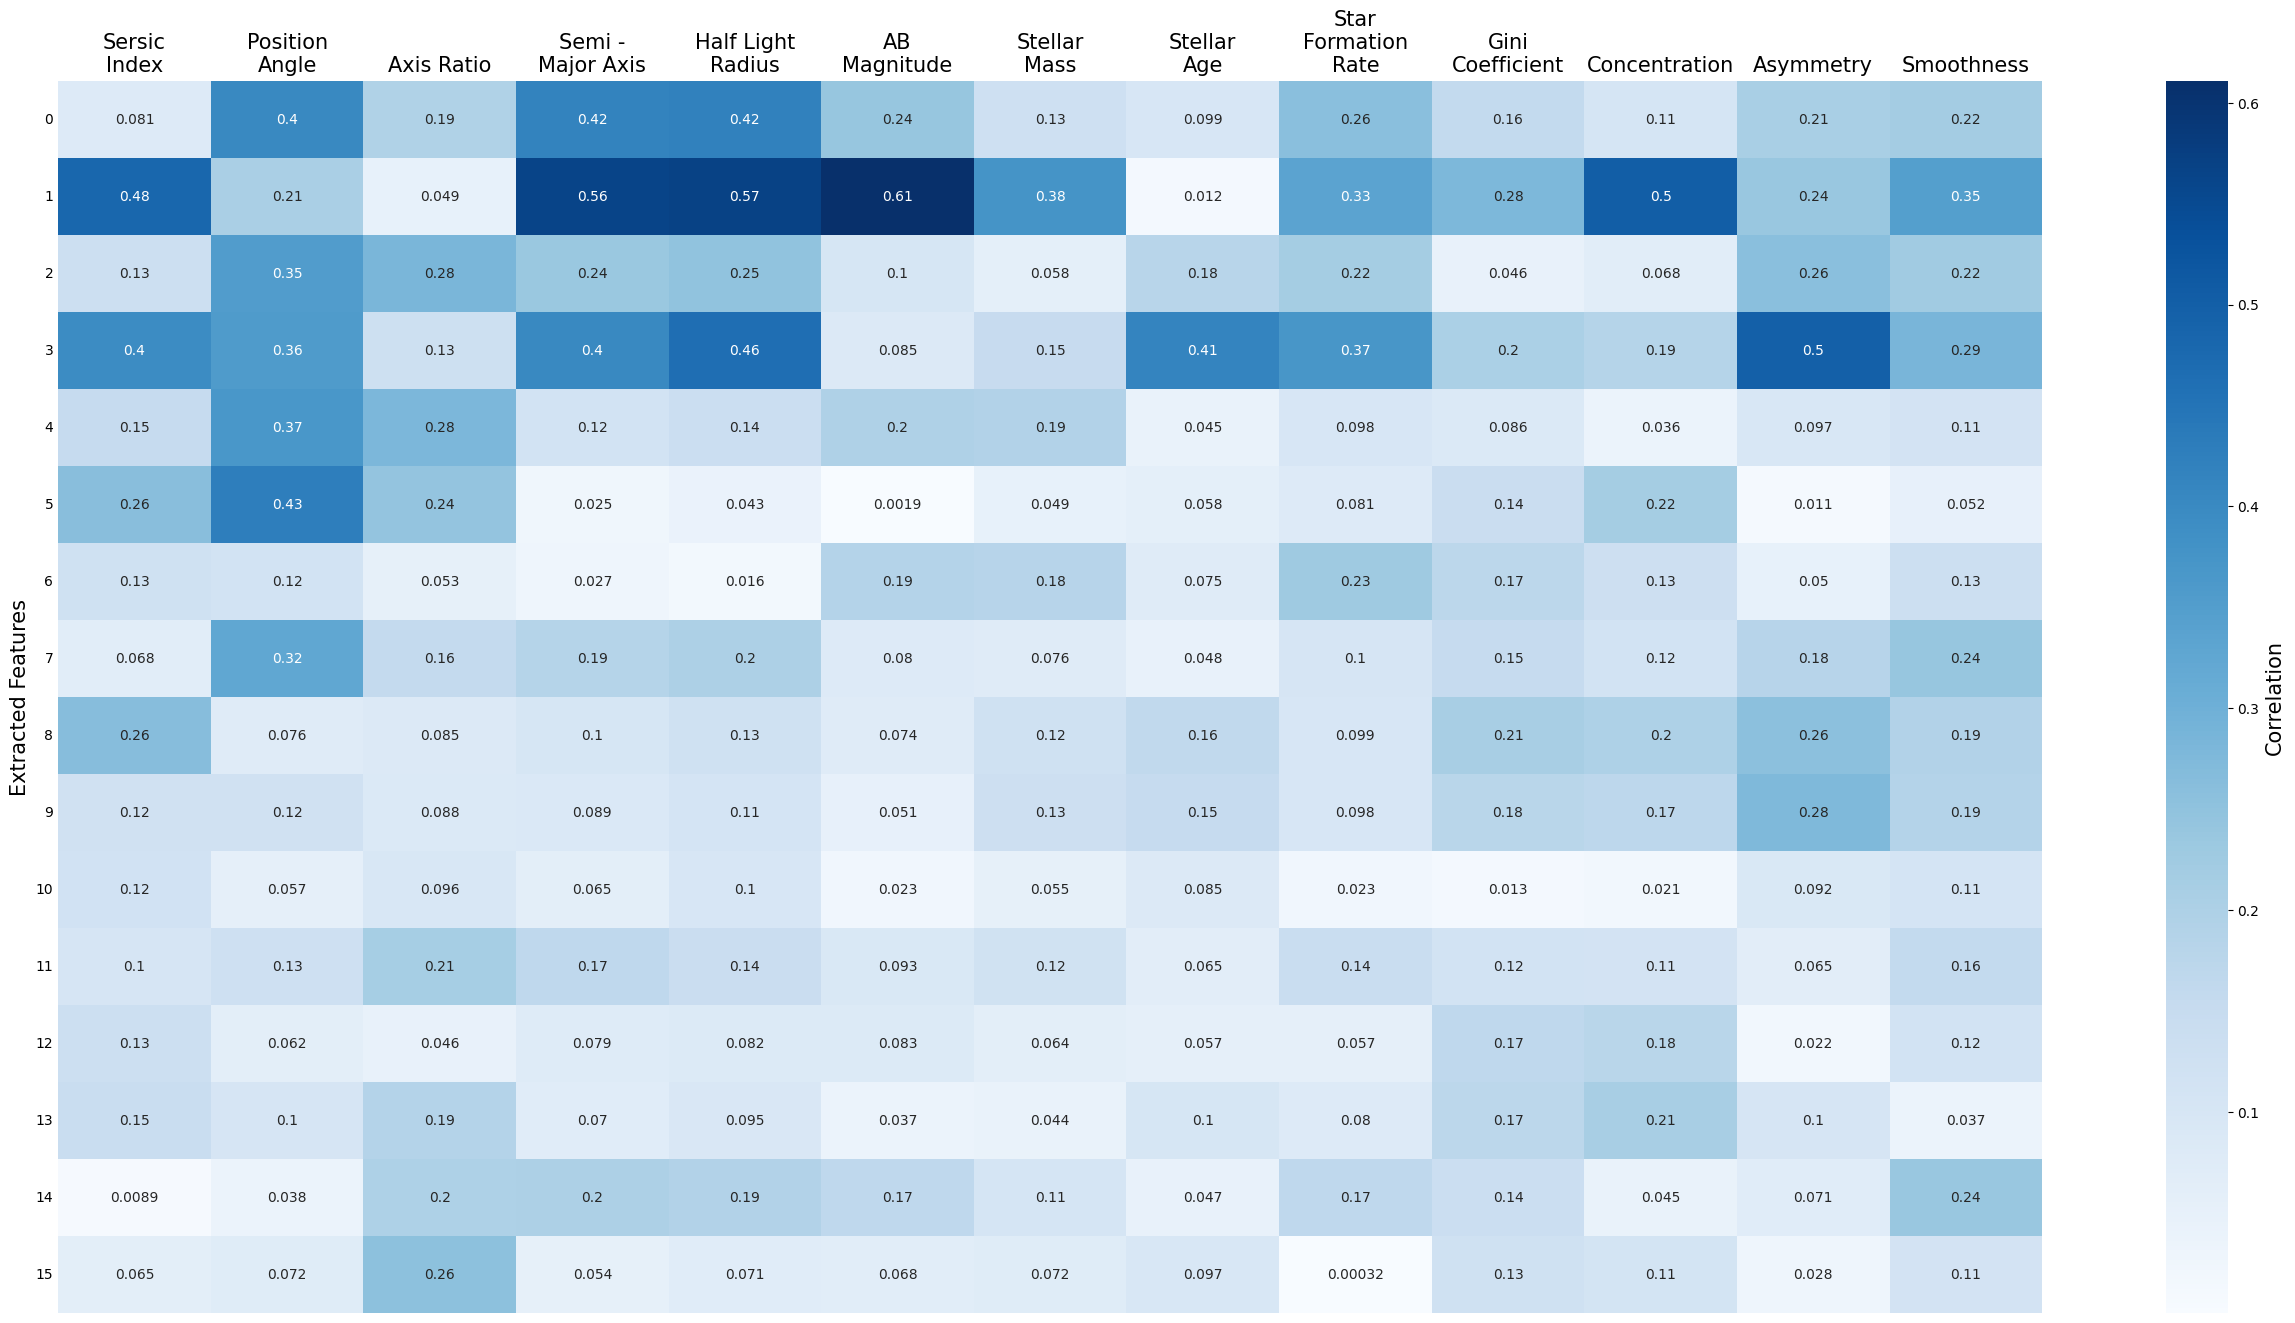 Star
Sersic Position Semi - Half Light AB Stellar Stellar Formation Gini
Index Angle Axis Ratio Major Axis Radius Magnitude Mass Age Rate Coefficient Concentration Asymmetry Smoothness
0 0.081 0.4 0.19 0.42 0.42 0.24 0.13 0.099 0.26 0.16 0.11 0.21 0.22
1 0.48 0.21 0.049 0.56 0.57 0.61 0.38 0.012 0.33 0.28 0.5 0.24 0.35
2 0.13 0.35 0.28 0.24 0.25 0.1 0.058 0.18 0.22 0.046 0.068 0.26 0.22
3 0.4 0.36 0.13 0.4 0.46 0.085 0.15 0.41 0.37 0.2 0.19 0.5 0.29
4 0.15 0.37 0.28 0.12 0.14 0.2 0.19 0.045 0.098 0.086 0.036 0.097 0.11
5 0.26 0.43 0.24 0.025 0.043 0.0019 0.049 0.058 0.081 0.14 0.22 0.011 0.052
6 0.13 0.12 0.053 0.027 0.016 0.19 0.18 0.075 0.23 0.17 0.13 0.05 0.13
7 0.068 0.32 0.16 0.19 0.2 0.08 0.076 0.048 0.1 0.15 0.12 0.18 0.24
8 0.26 0.076 0.085 0.1 0.13 0.074 0.12 0.16 0.099 0.21 0.2 0.26 0.19
9 0.12 0.12 0.088 0.089 0.11 0.051 0.13 0.15 0.098 0.18 0.17 0.28 0.19
10 0.12 0.057 0.096 0.065 0.1 0.023 0.055 0.085 0.023 0.013 0.021 0.092 0.11
11 0.1 0.13 0.21 0.17 0.14 0.093 0.12 0.065 0.14 0.12 0.11 0.065 0.16
12 0.13 0.062 0.046 0.079 0.082 0.083 0.064 0.057 0.057 0.17 0.18 0.022 0.12
13 0.15 0.1 0.19 0.07 0.095 0.037 0.044 0.1 0.08 0.17 0.21 0.1 0.037
14 0.0089 0.038 0.2 0.2 0.19 0.17 0.11 0.047 0.17 0.14 0.045 0.071 0.24
15 0.065 0.072 0.26 0.054 0.071 0.068 0.072 0.097 0.00032 0.13 0.11 0.028 0.11
Extracted Features
0.6
0.5
0.4
0.3
0.2
0.1
Correlation